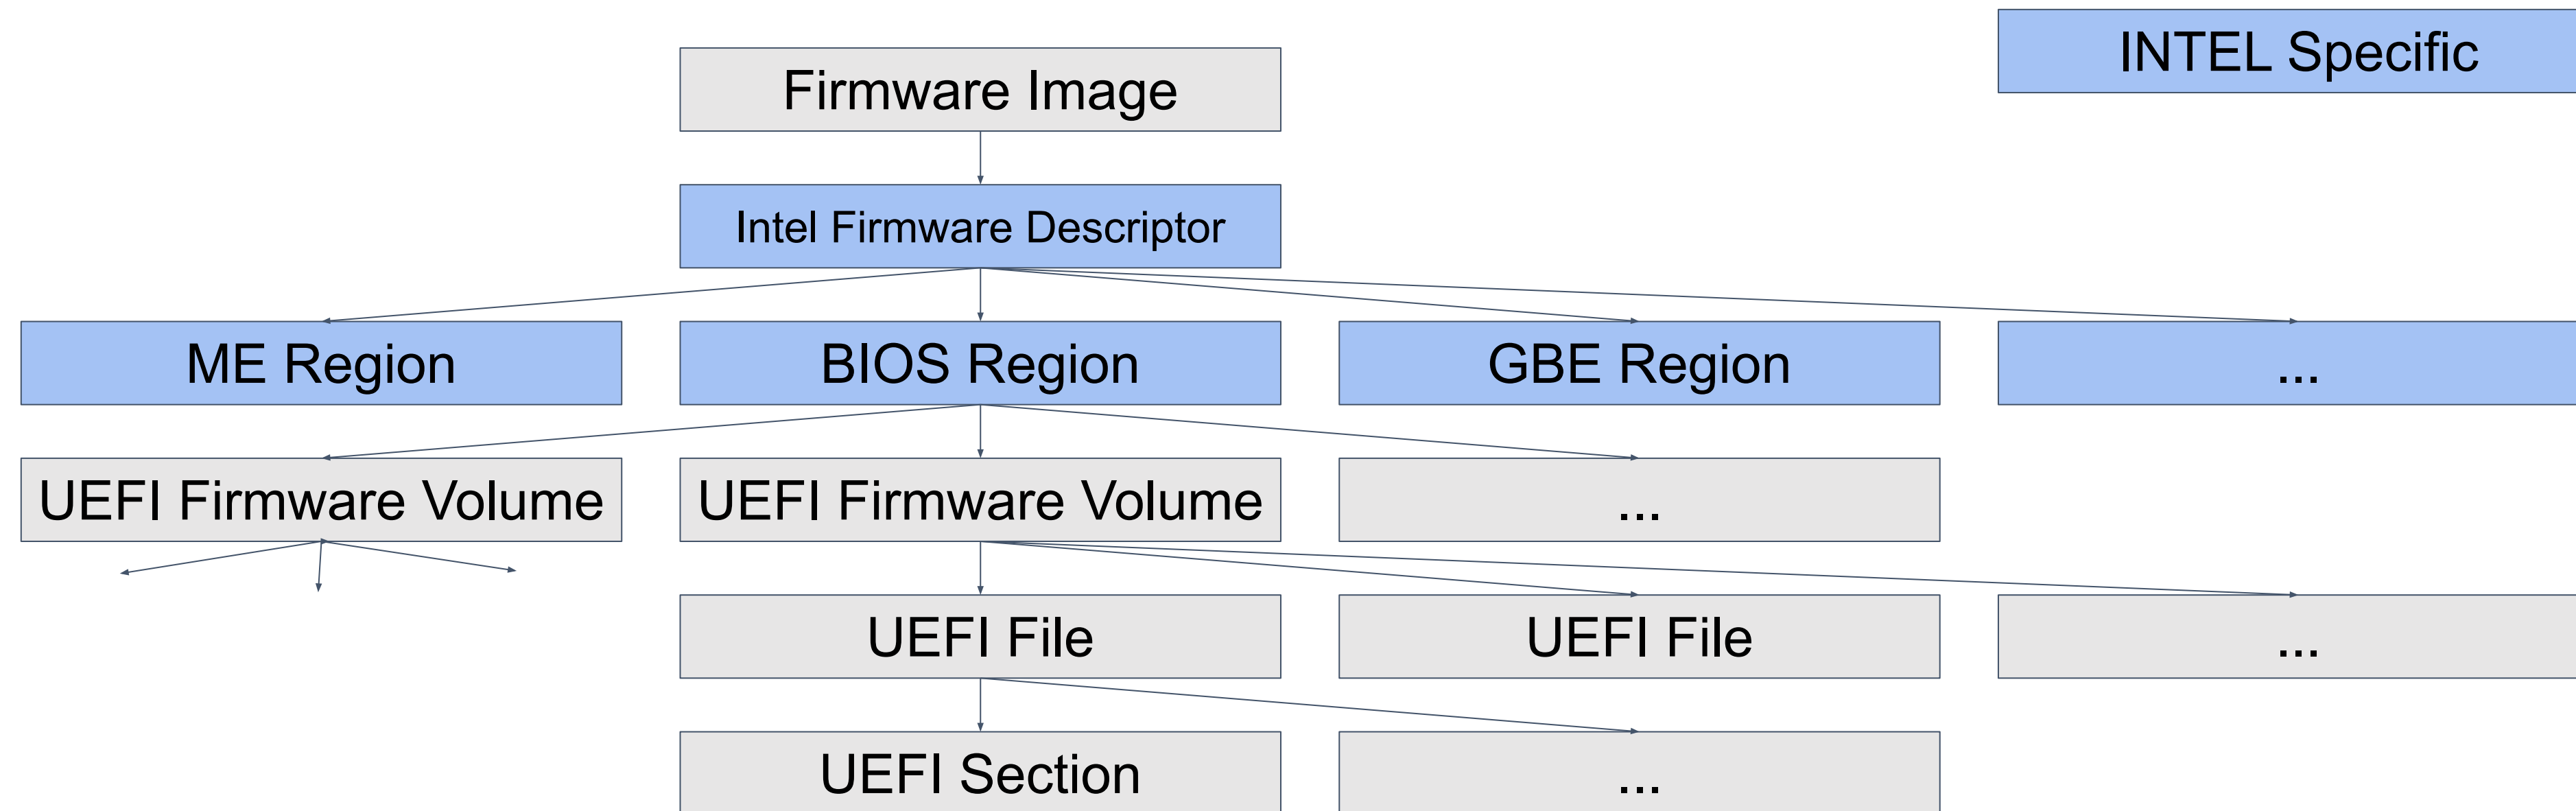 INTEL Specific
Firmware Image
Intel Firmware Descriptor
ME Region
BIOS Region
GBE Region
...
UEFI Firmware Volume
UEFI Firmware Volume
...
UEFI File
UEFI File
...
UEFI Section
...